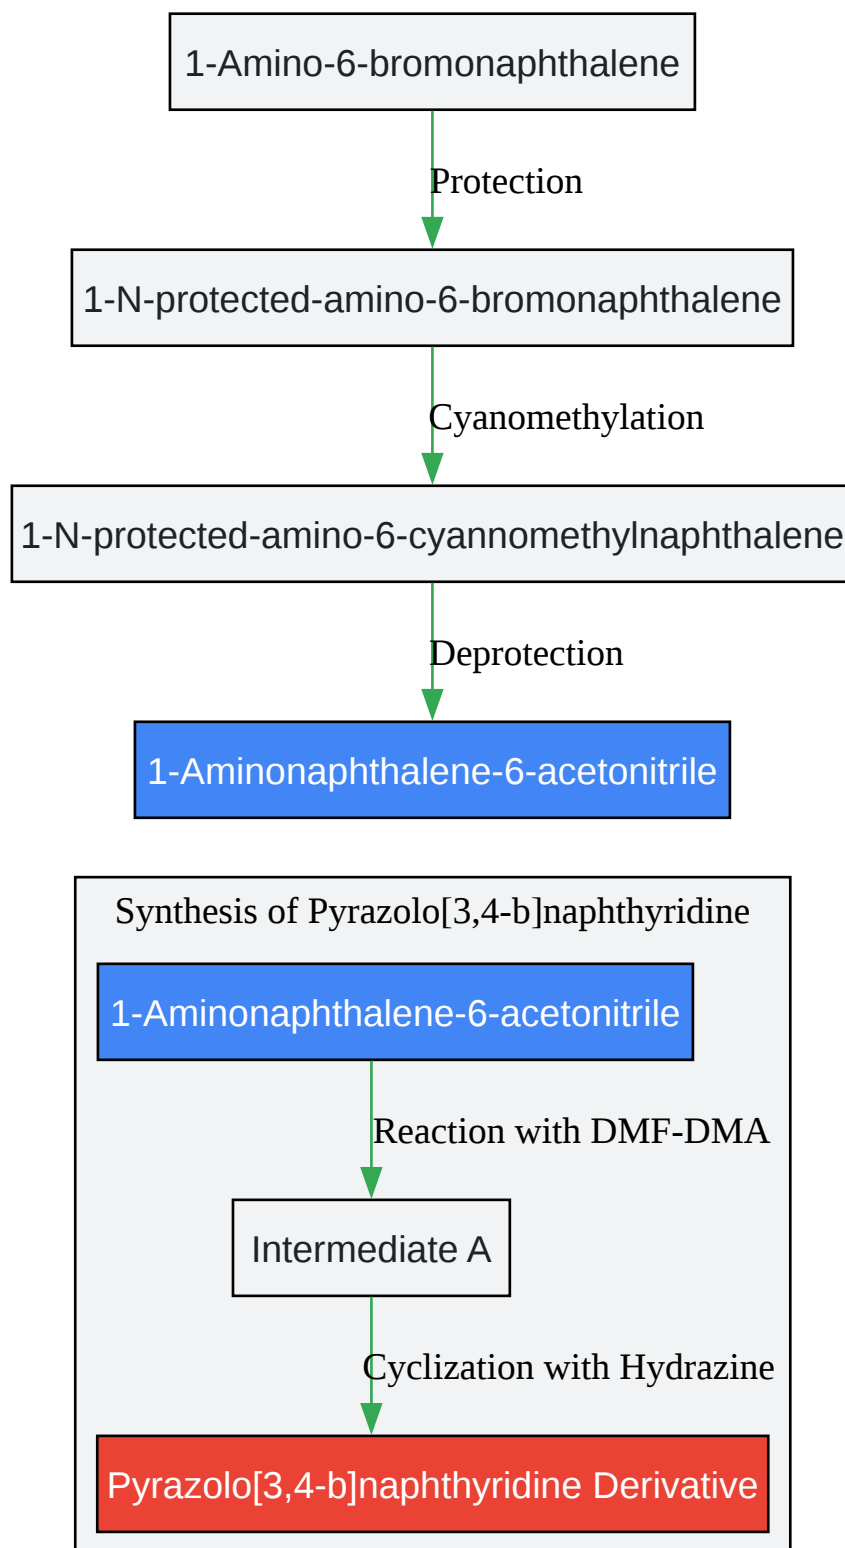 1-Amino-6-bromonaphthalene
Protection
1-N-protected-amino-6-bromonaphthalene
Cyanomethylation
1-N-protected-amino-6-cyannomethylnaphthalene
Deprotection
1-Aminonaphthalene-6-acetonitrile
Synthesis of Pyrazolo[3,4-b]naphthyridine
1-Aminonaphthalene-6-acetonitrile
Reaction with DMF-DMA
Intermediate A
Cyclization with Hydrazine
Pyrazolo[3,4-b]naphthyridine Derivative